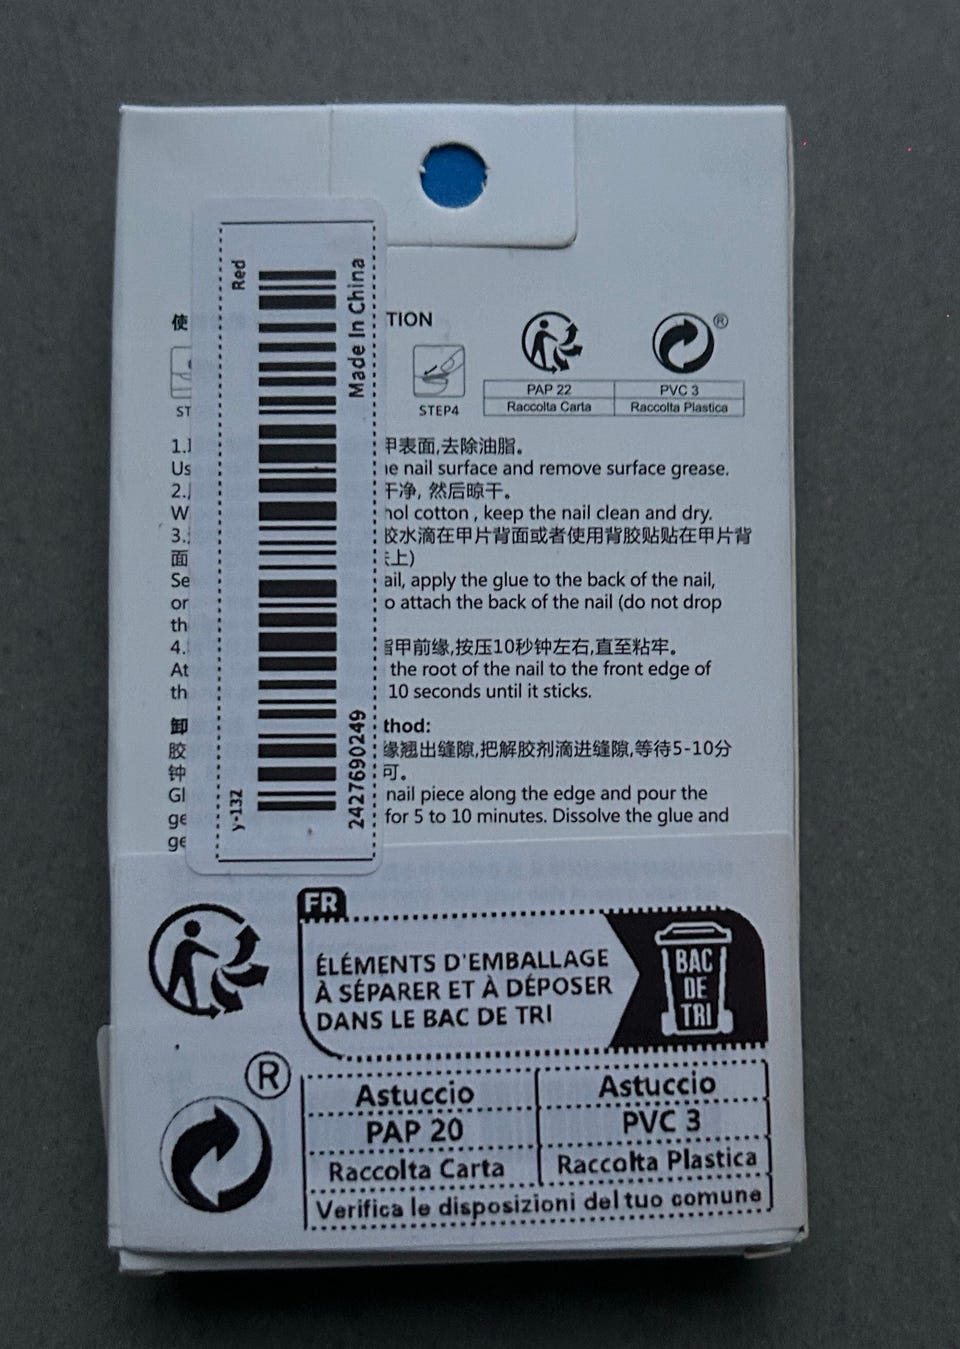 Red
Made In China
2427690249
y-132
使
TION
ST
STEP4
®
PAP 22
PVC 3
Raccolta Carta
Raccolta Plastica
1.
甲表面,去除油脂。
Us
nail surface and remove surface grease.
2.
干净, 然后晾干。
W
cotton , keep the nail clean and dry.
3.
胶水滴在甲片背面或者使用背胶贴贴在甲片背
面
上)
Se
ail, apply the glue to the back of the nail,
or
o attach the back of the nail (do not drop
th
4.
指甲前缘,按压10秒钟左右,直至粘牢。
At
the root of the nail to the front edge of
th
10 seconds until it sticks.
卸
thod:
胶
缘翘出缝隙,把解胶剂滴进缝隙,等待5-10分
钟
可。
Gl
nail piece along the edge and pour the
ge
for 5 to 10 minutes. Dissolve the glue and
ge
FR
ÉLÉMENTS D'EMBALLAGE
À SÉPARER ET À DÉPOSER
DANS LE BAC DE TRI
BAC
DE
TRI
®
Astuccio
Astuccio
PAP 20
PVC 3
Raccolta Carta
Raccolta Plastica
Verifica le disposizioni del tuo comune